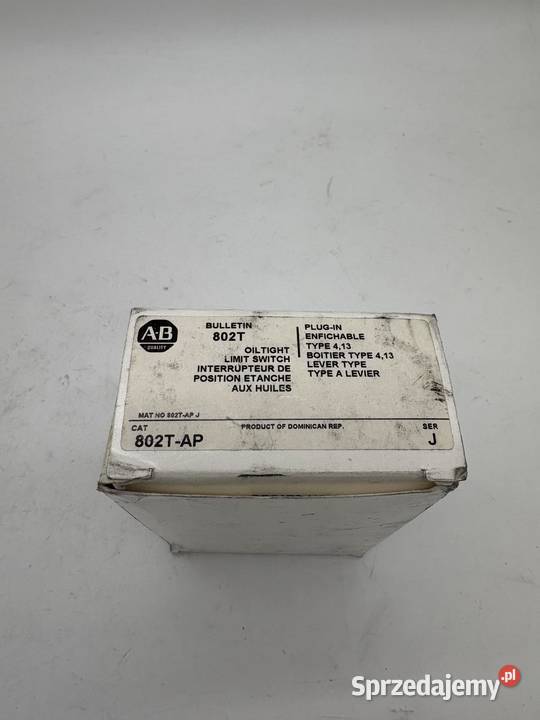 A-B
QUALITY
BULLETIN
802T
OILTIGHT
LIMIT SWITCH
INTERRUPTEUR DE
POSITION ETANCHE
AUX HUILES
PLUG-IN
ENFICHABLE
TYPE 4,13
BOITIER TYPE 4,13
LEVER TYPE
TYPE A LEVIER
MAT NO 802T-AP J
CAT
802T-AP
PRODUCT OF DOMINICAN REP.
SER
J
Sprzedajemy.pl